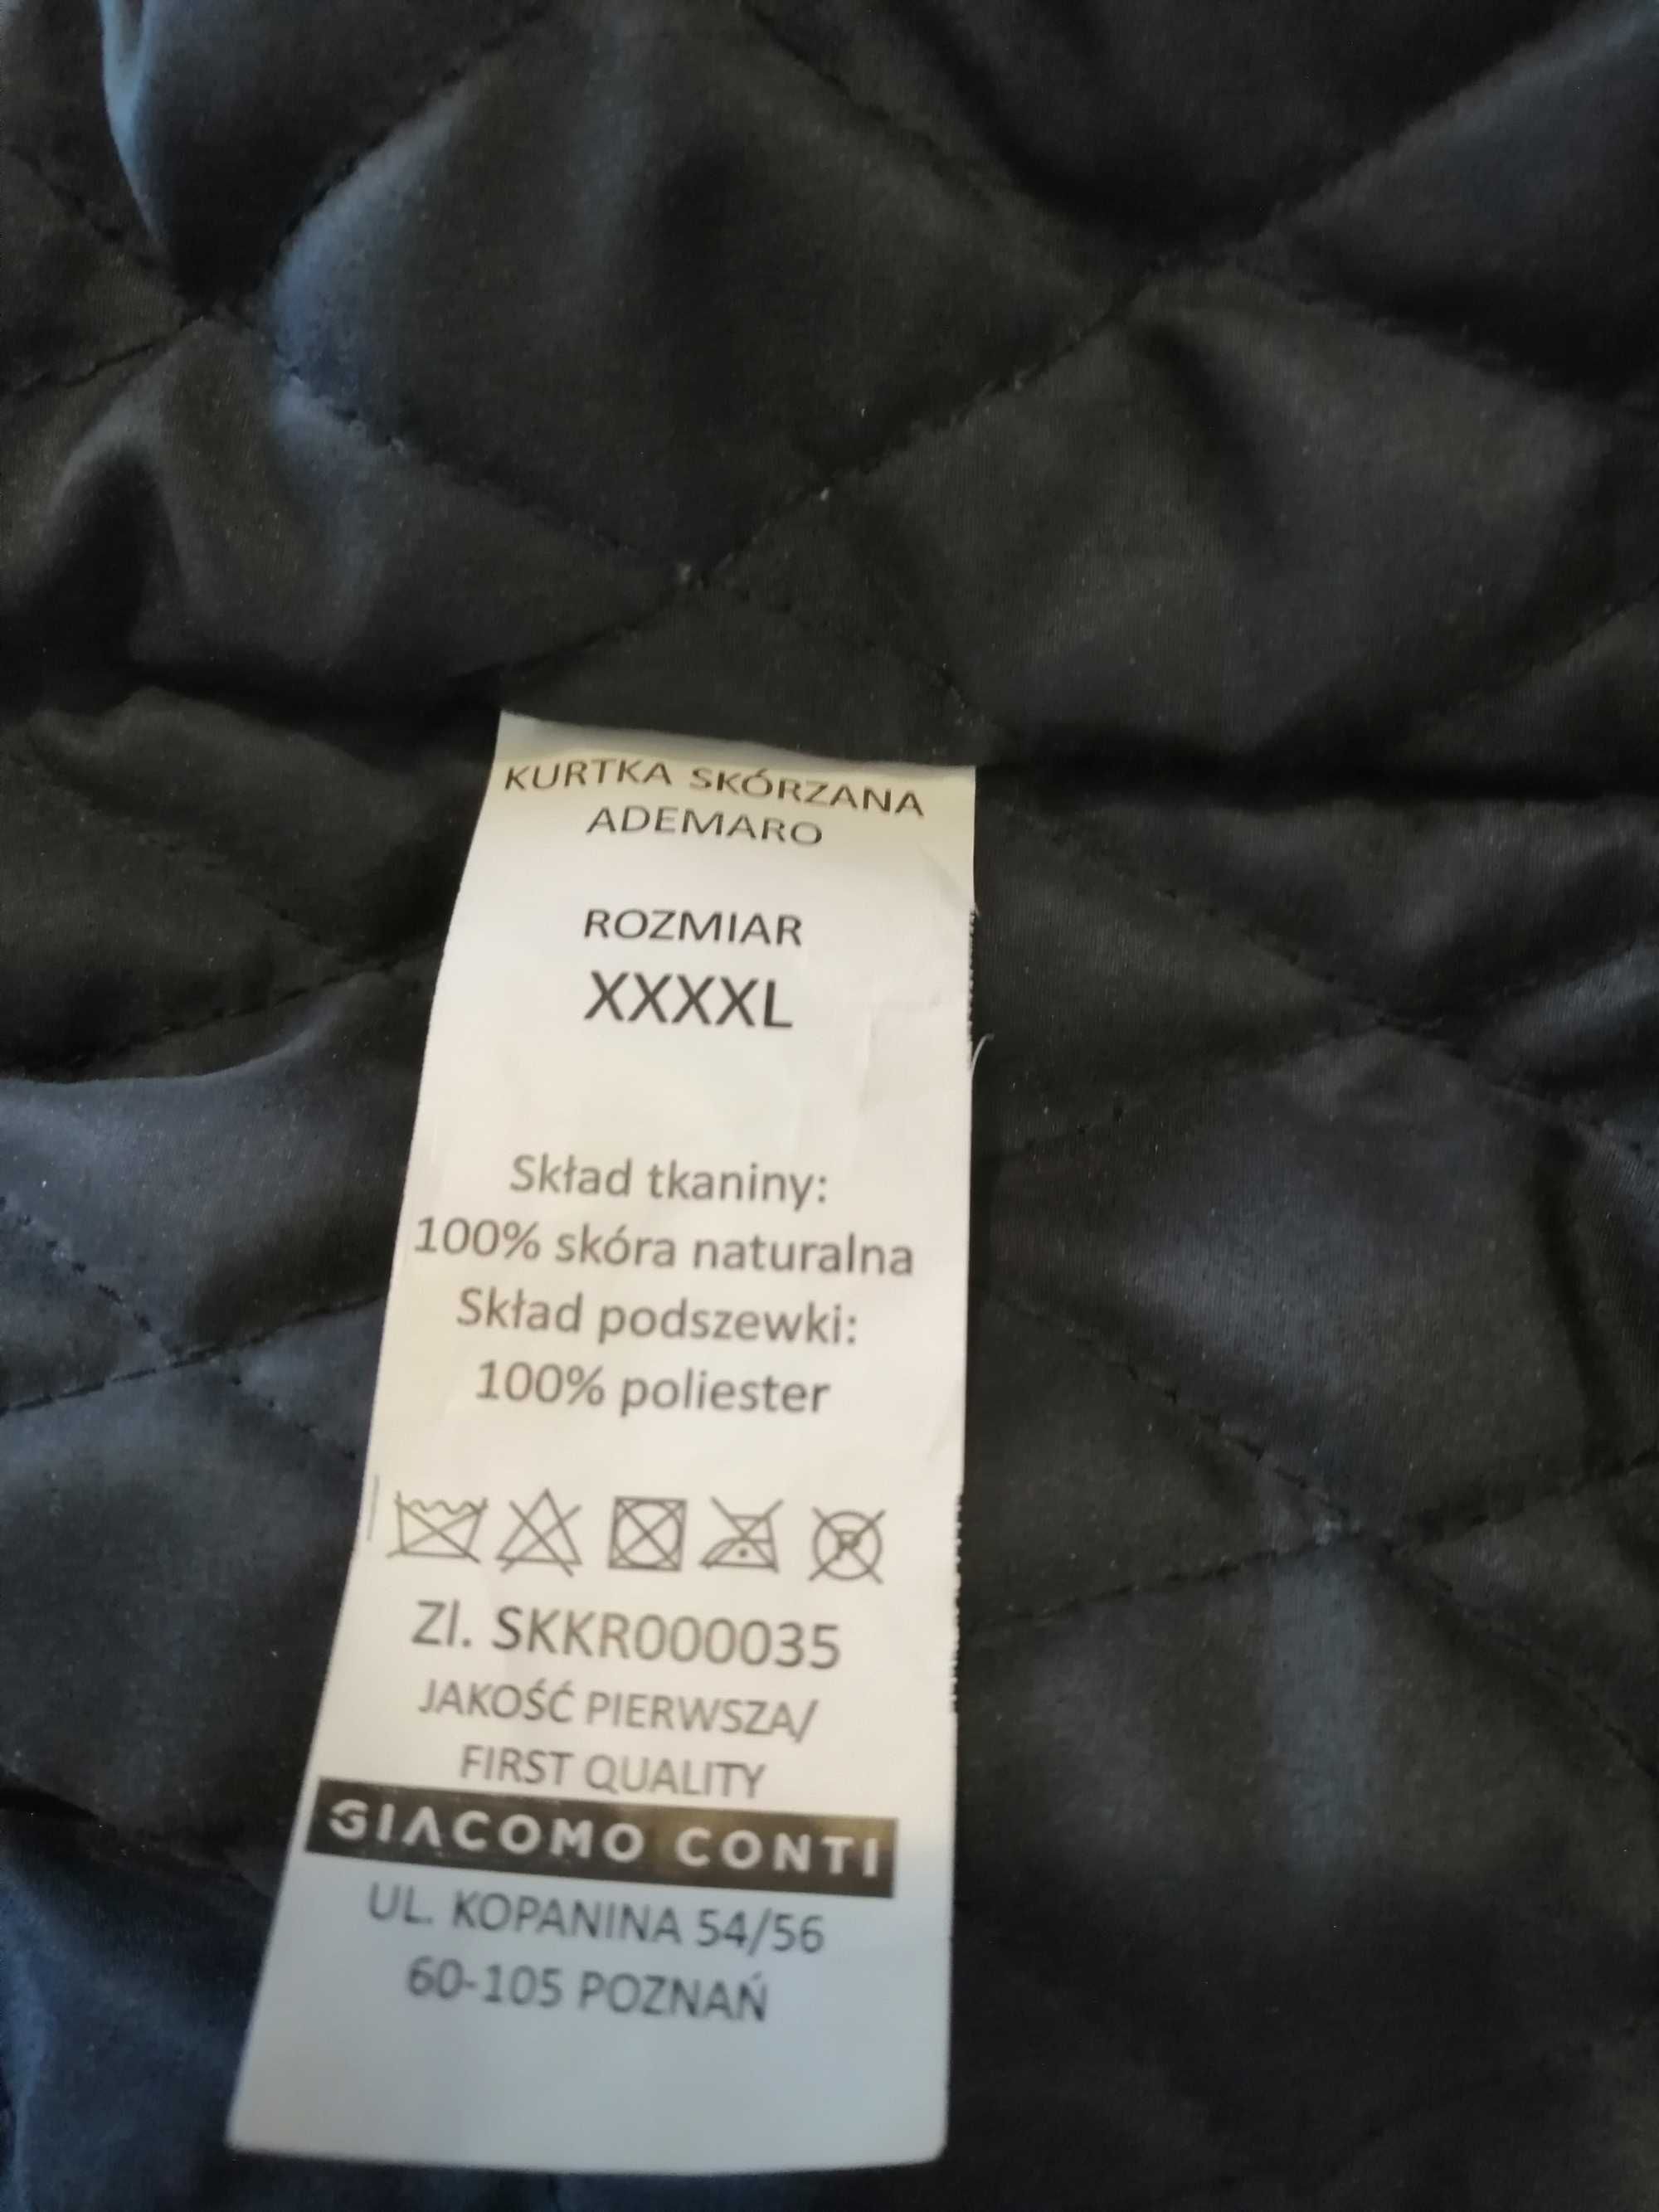 KURTKA SKÓRZANA
ADEMARO
ROZMIAR
XXXXL
Skład tkaniny:
100% skóra naturalna
Skład podszewki:
100% poliester
Zl. SKKR000035
JAKOŚĆ PIERWSZA/
FIRST QUALITY
GIACOMO CONTI
UL. KOPANINA 54/56
60-105 POZNAŃ